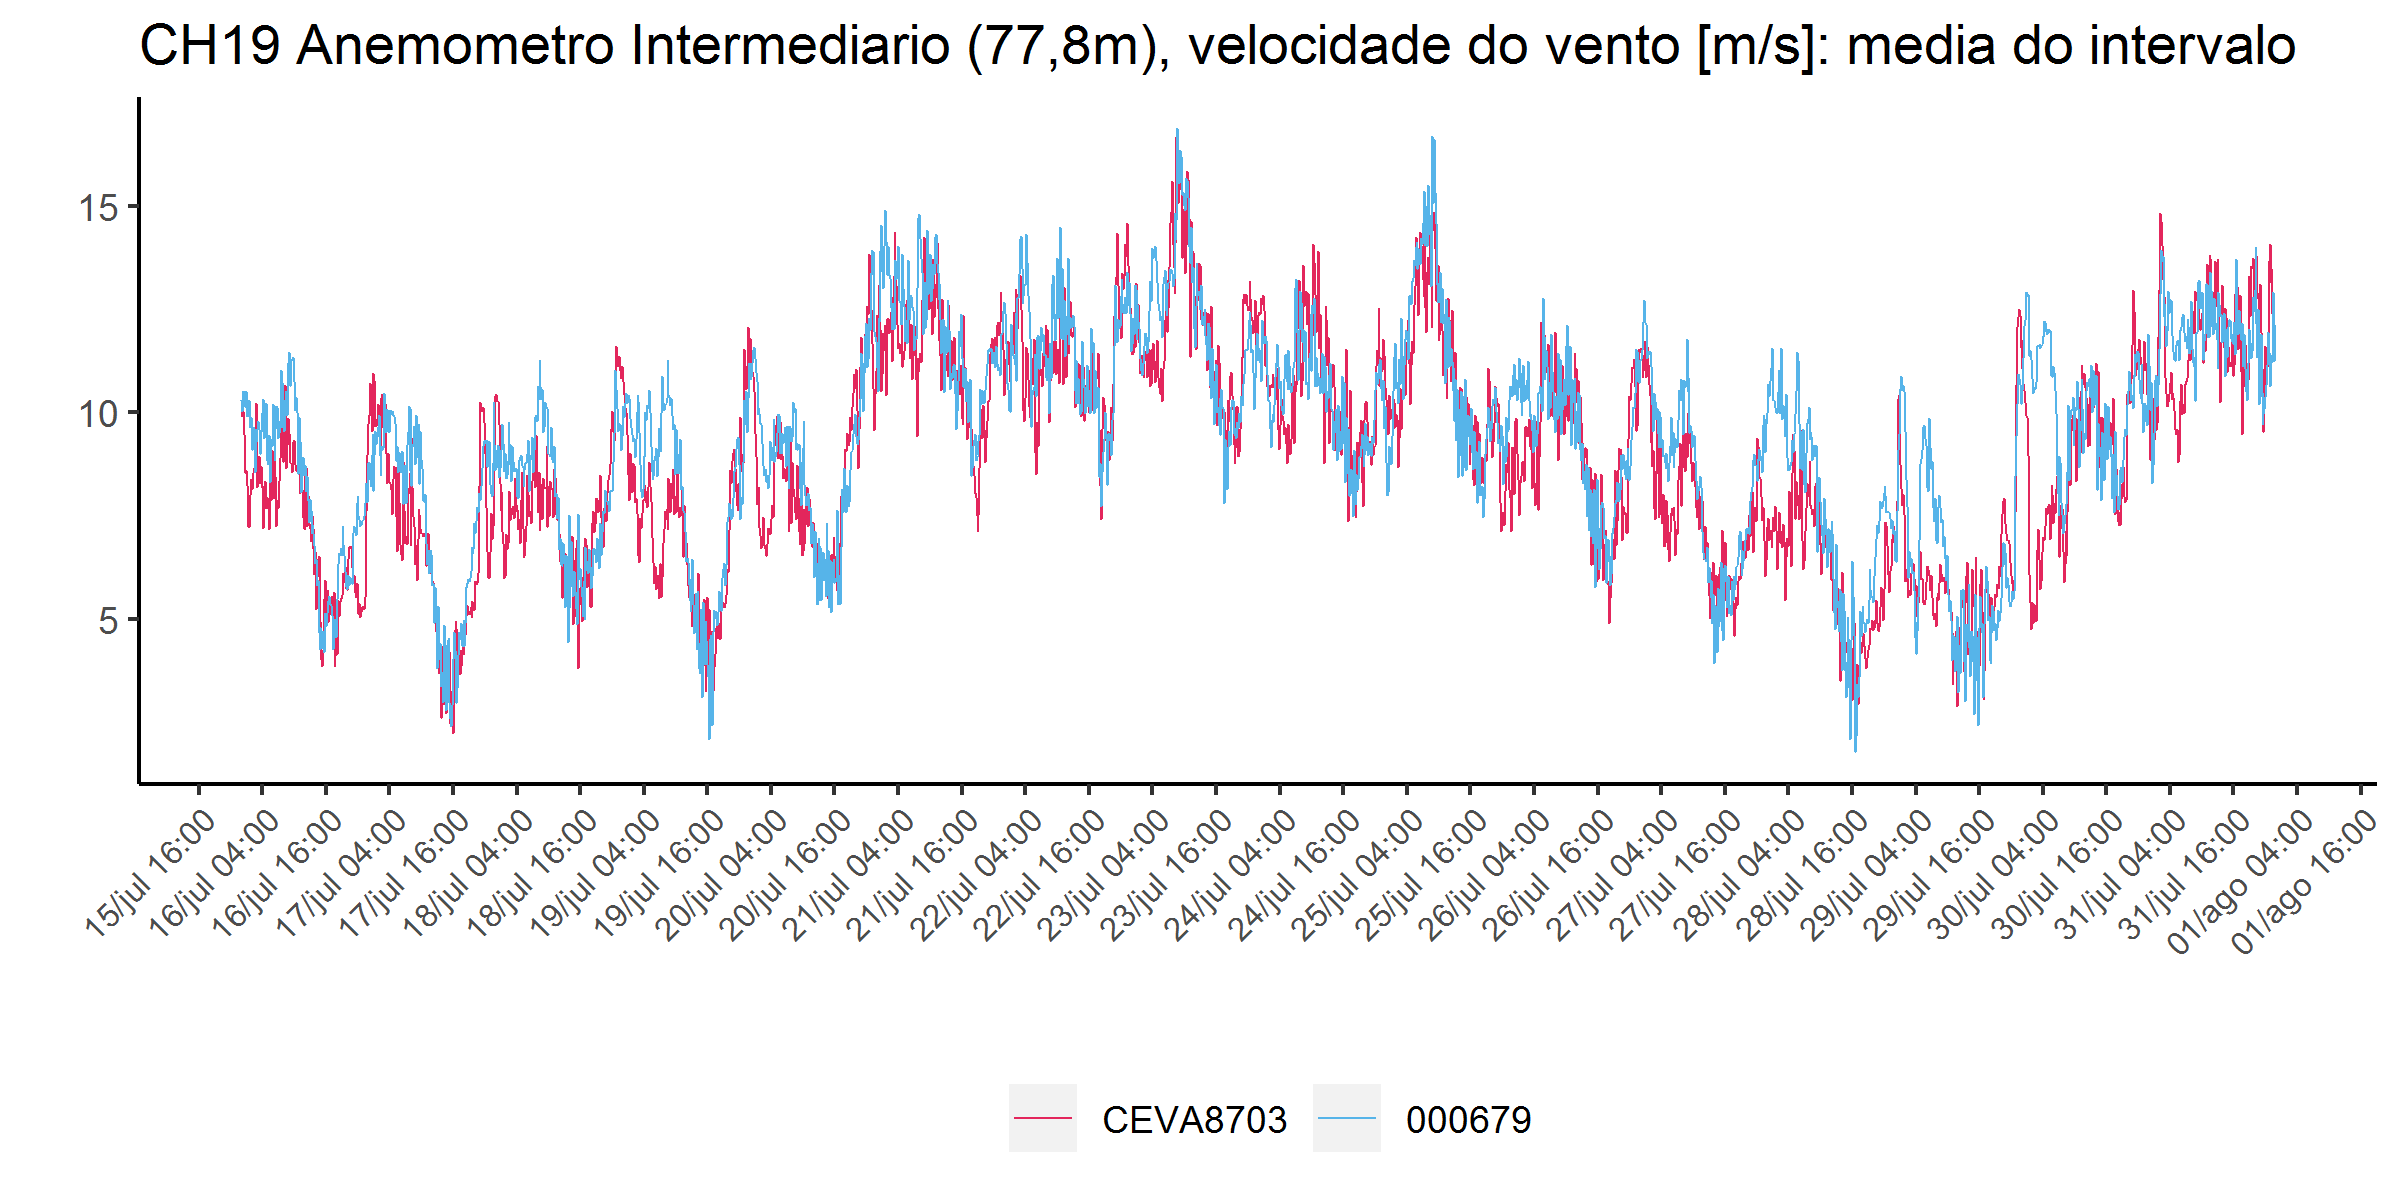 CH19 Anemometro Intermediario (77,8m), velocidade do vento [m/s]: media do intervalo
15
10
5
15/jul 16:00
16/jul 04:00
16/jul 16:00
17/jul 04:00
17/jul 16:00
18/jul 04:00
18/jul 16:00
19/jul 04:00
19/jul 16:00
20/jul 04:00
20/jul 16:00
21/jul 04:00
21/jul 16:00
22/jul 04:00
22/jul 16:00
23/jul 04:00
23/jul 16:00
24/jul 04:00
24/jul 16:00
25/jul 04:00
25/jul 16:00
26/jul 04:00
26/jul 16:00
27/jul 04:00
27/jul 16:00
28/jul 04:00
28/jul 16:00
29/jul 04:00
29/jul 16:00
30/jul 04:00
30/jul 16:00
31/jul 04:00
31/jul 16:00
01/ago 04:00
01/ago 16:00
CEVA8703
000679